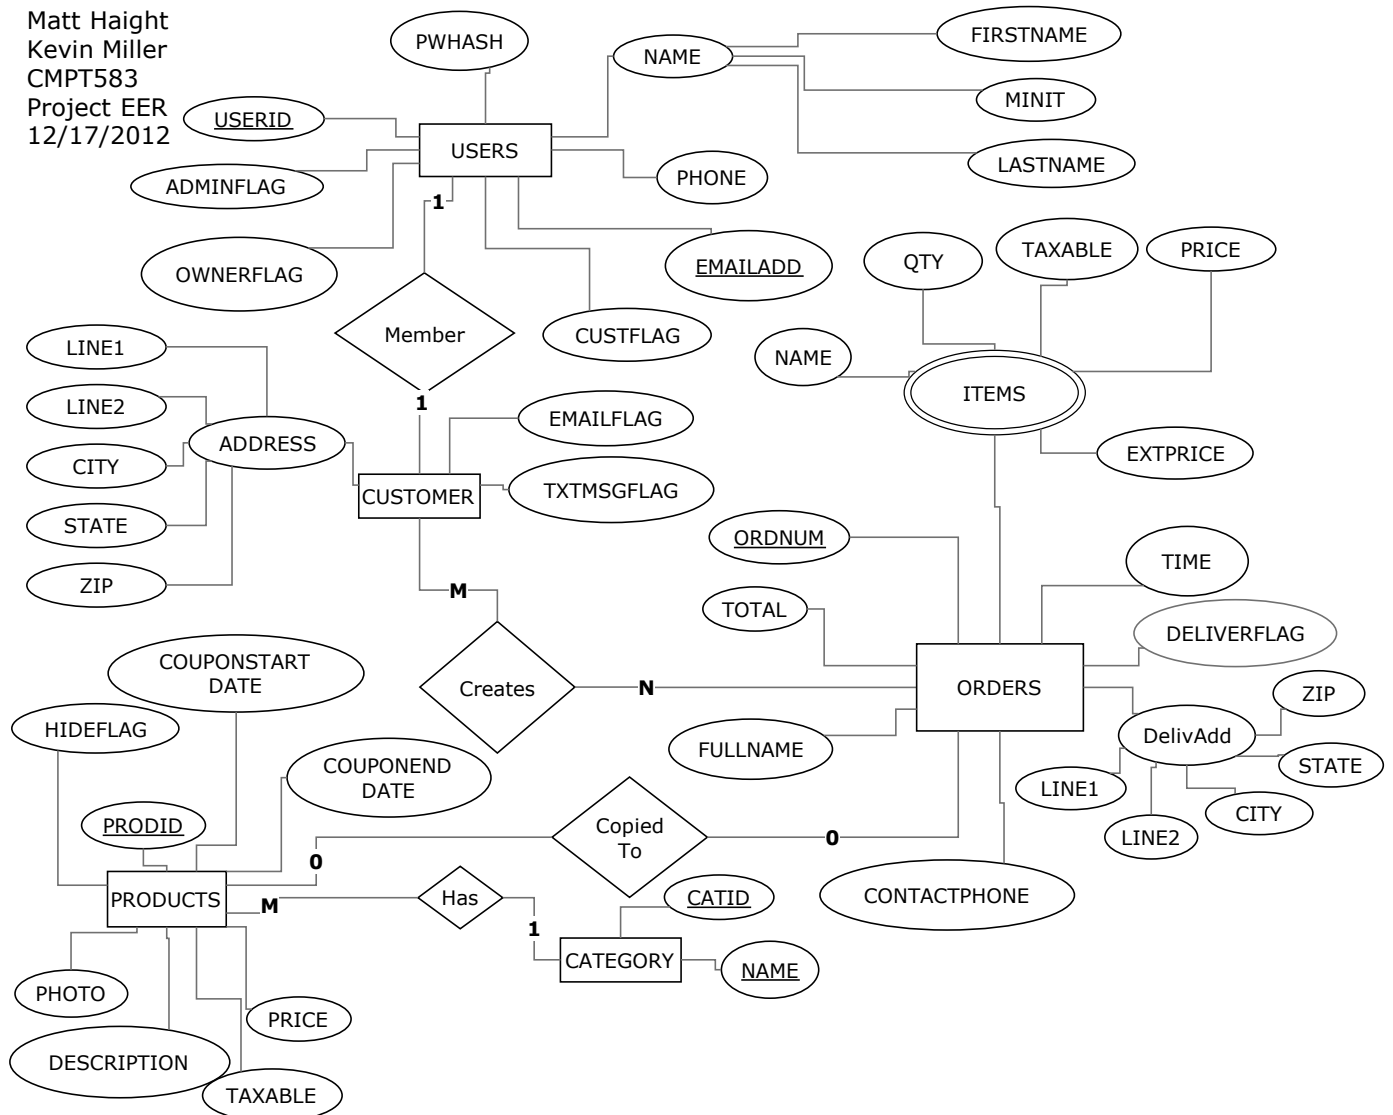 Matt Haight
Kevin Miller
CMPT583
Project EER
12/17/2012
PWHASH
NAME
FIRSTNAME
MINIT
LASTNAME
USERID
USERS
ADMINFLAG
PHONE
1
OWNERFLAG
EMAILADD
CUSTFLAG
Member
1
QTY
TAXABLE
PRICE
NAME
ITEMS
EXTPRICE
LINE1
LINE2
CITY
STATE
ZIP
ADDRESS
EMAILFLAG
CUSTOMER
TXTMSGFLAG
M
Creates
N
ORDNUM
TOTAL
TIME
DELIVERFLAG
ORDERS
ZIP
DelivAdd
STATE
FULLNAME
LINE1
CITY
LINE2
CONTACTPHONE
COUPONSTART
DATE
HIDEFLAG
COUPONEND
DATE
PRODID
Copied
To
0
0
PRODUCTS
M
Has
1
CATID
CATEGORY
NAME
PHOTO
PRICE
DESCRIPTION
TAXABLE